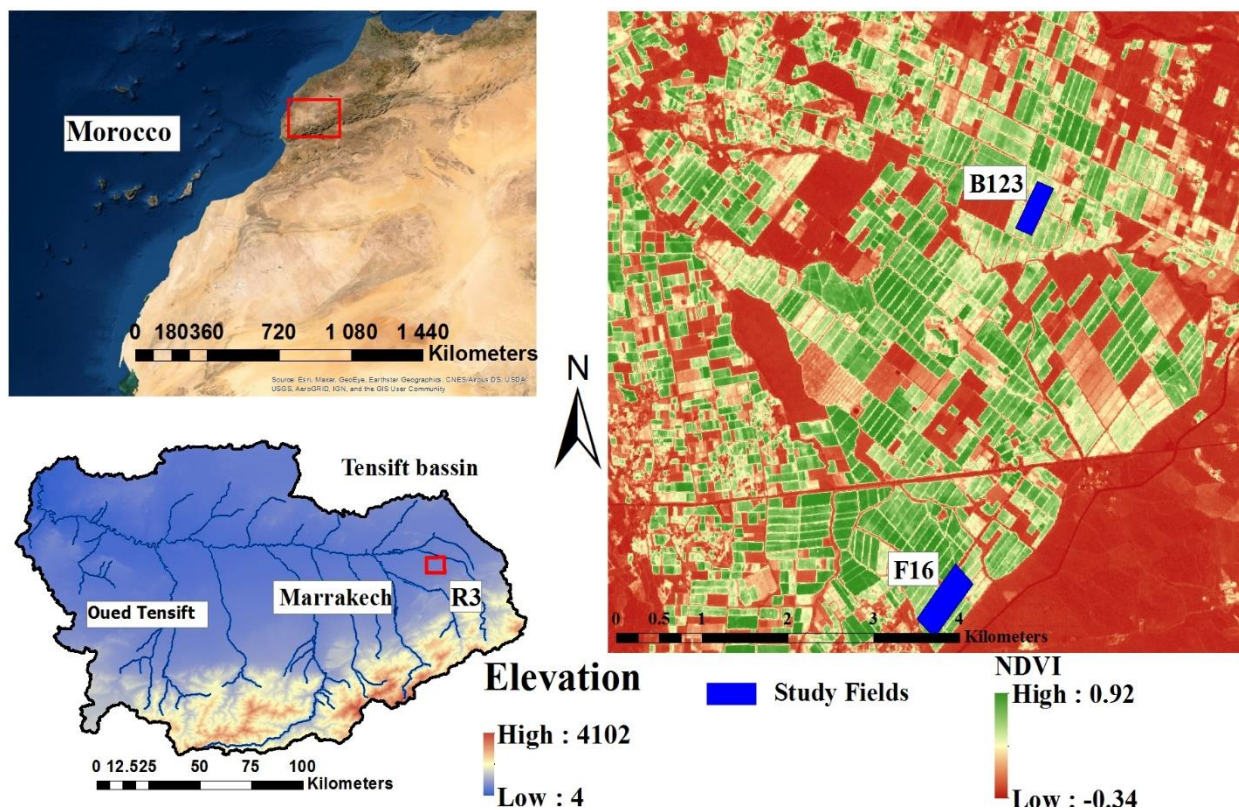 Morocco
0 180 360 720 1 080 1 440
Kilometers
Source: Esri, Maxar, GeoEye, Earthstar Geographics, CNES/Airbus DS, USDA,
USGS, AeroGRID, IGN, and the GIS User Community
N
Tensift bassin
Oued Tensift
Marrakech
R3
0 12.525 50 75 100
Kilometers
Elevation
High : 4102
Low : 4
B123
F16
0 0.5 1 2 3 4
Kilometers
Study Fields
NDVI
High : 0.92
Low : -0.34